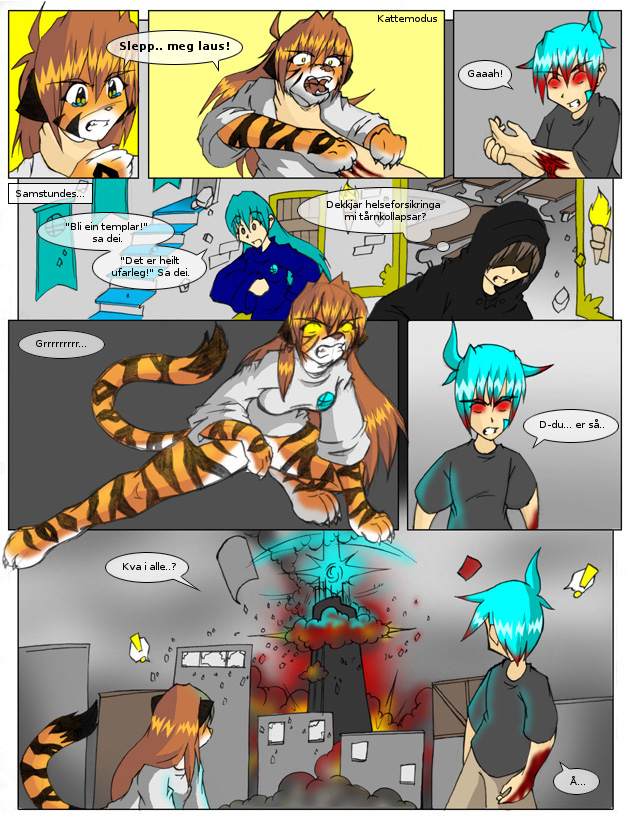 Kattemodus
Slepp.. meg laus!
Gaaah!
Samstundes...
"Bli ein templar!"
sa dei.
"Det er heilt
ufarleg!" Sa dei.
Dekkjar helseforsikringa
mi tårnkollapsar?
Grrrrrrrrr...
D-du... er så..
Kva i alle..?
Å...